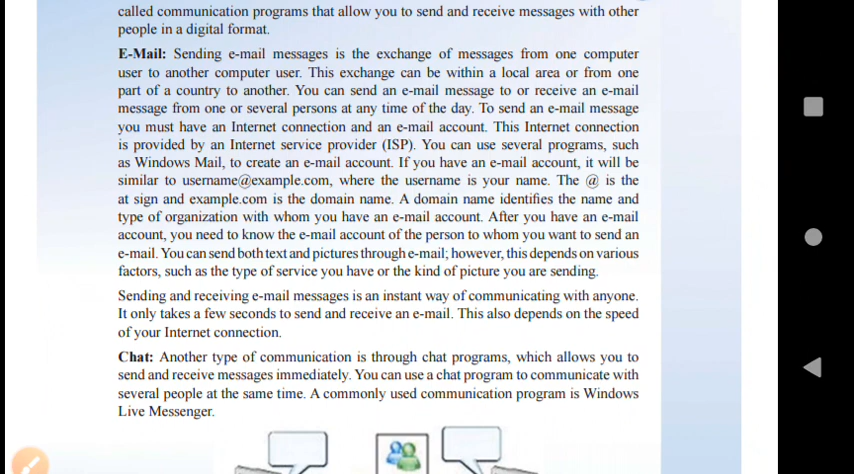 called communication programs that allow you to send and receive messages with other
people in a digital format.
E-Mail: Sending e-mail messages is the exchange of messages from one computer
user to another computer user. This exchange can be within a local area or from one
part of a country to another. You can send an e-mail message to or receive an e-mail
message from one or several persons at any time of the day. To send an e-mail message
you must have an Internet connection and an e-mail account. This Internet connection
is provided by an Internet service provider (ISP). You can use several programs, such
as Windows Mail, to create an e-mail account. If you have an e-mail account, it will be
similar to username@example.com, where the username is your name. The @ is the
at sign and example.com is the domain name. A domain name identifies the name and
type of organization with whom you have an e-mail account. After you have an e-mail
account, you need to know the e-mail account of the person to whom you want to send an
e-mail. You can send both text and pictures through e-mail; however, this depends on various
factors, such as the type of service you have or the kind of picture you are sending.
Sending and receiving e-mail messages is an instant way of communicating with anyone.
It only takes a few seconds to send and receive an e-mail. This also depends on the speed
of your Internet connection.
Chat: Another type of communication is through chat programs, which allows you to
send and receive messages immediately. You can use a chat program to communicate with
several people at the same time. A commonly used communication program is Windows
Live Messenger.